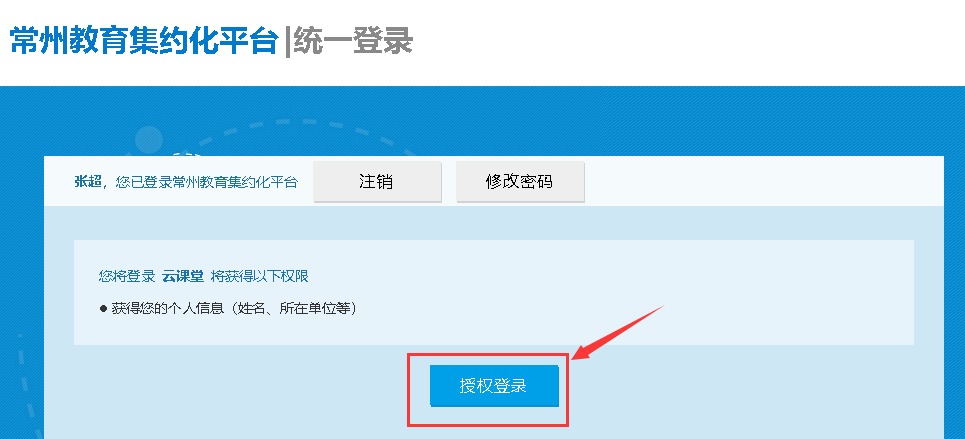 常州教育集约化平台|统一登录
张超，您已登录常州教育集约化平台 注销 修改密码
您将登录 云课堂 将获得以下权限
● 获得您的个人信息（姓名、所在单位等）
授权登录